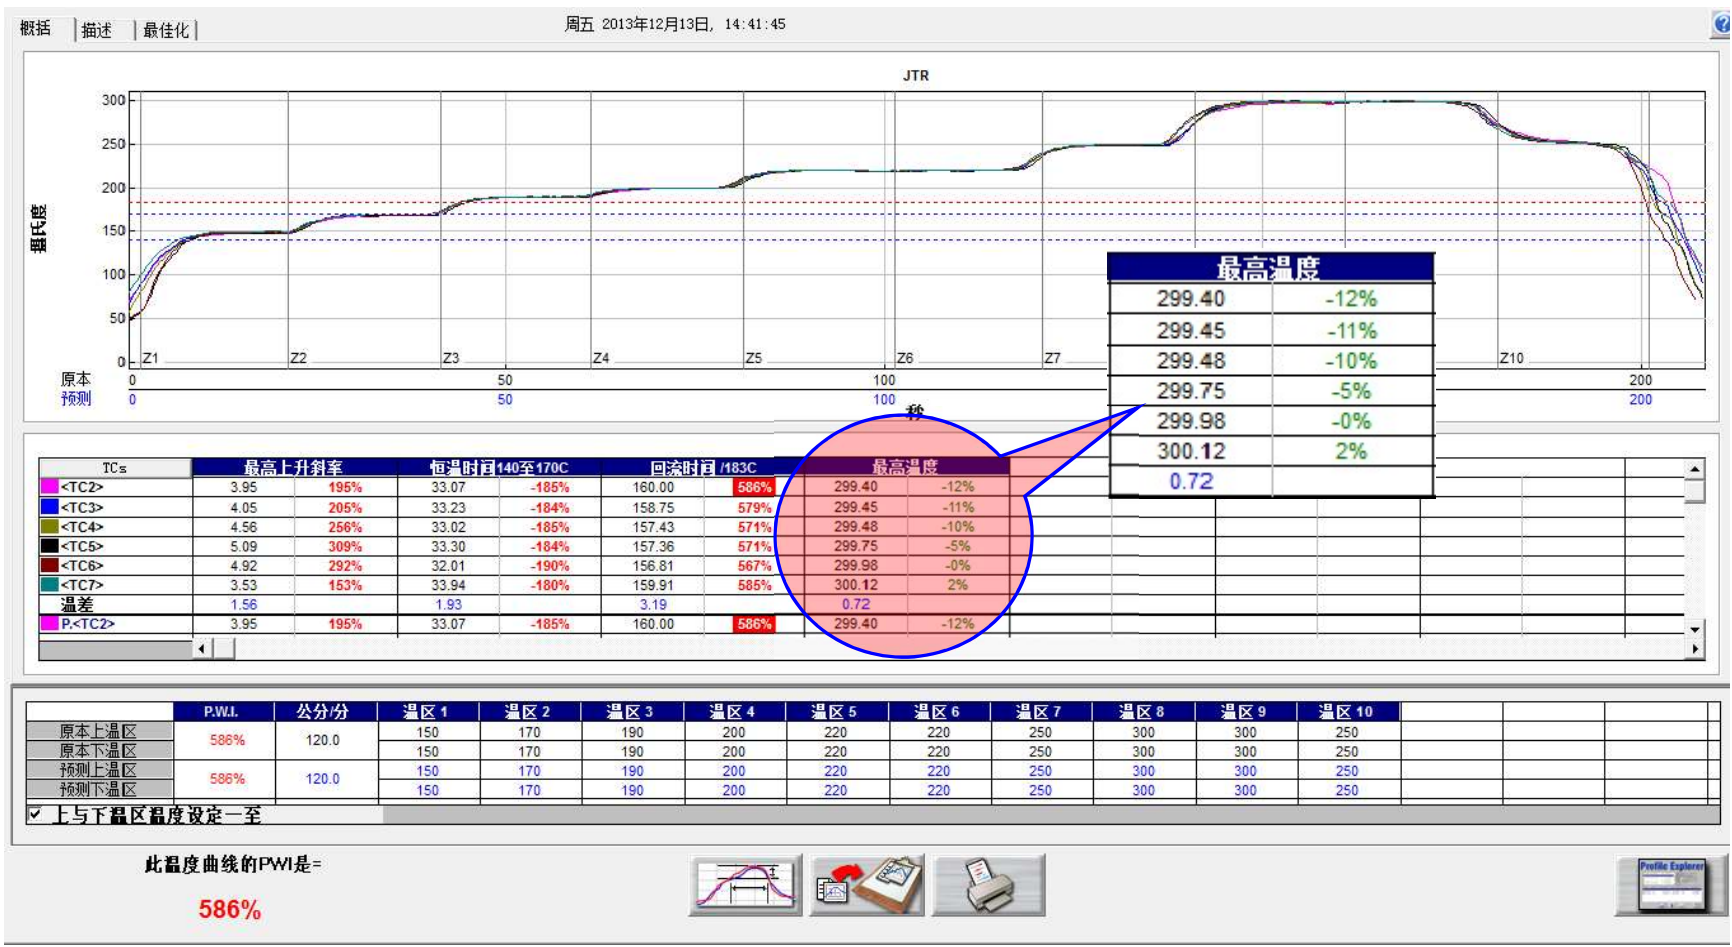 概括 描述 最佳化 周五 2013年12月13日, 14:41:45
JTR
300
250
200
150
100
50
0
温氏度
Z1 Z2 Z3 Z4 Z5 Z6 Z7 Z10
原本 0 50 100 200
预测 0 50 100 200
秒
最高温度
299.40 -12%
299.45 -11%
299.48 -10%
299.75 -5%
299.98 -0%
300.12 2%
0.72
TCs 最高上升斜率 恒温时间140至170C 回流时间 /183C 最高温度
<TC2> 3.95 195% 33.07 -185% 160.00 586% 299.40 -12%
<TC3> 4.05 205% 33.23 -184% 158.75 579% 299.45 -11%
<TC4> 4.56 256% 33.02 -185% 157.43 571% 299.48 -10%
<TC5> 5.09 309% 33.30 -184% 157.36 571% 299.75 -5%
<TC6> 4.92 292% 32.01 -190% 156.81 567% 299.98 -0%
<TC7> 3.53 153% 33.94 -180% 159.91 585% 300.12 2%
温差 1.56 1.93 3.19 0.72
P.<TC2> 3.95 195% 33.07 -185% 160.00 586% 299.40 -12%
P.W.I. 公分/分 温区 1 温区 2 温区 3 温区 4 温区 5 温区 6 温区 7 温区 8 温区 9 温区 10
原本上温区 586% 120.0 150 170 190 200 220 220 250 300 300 250
原本下温区 150 170 190 200 220 220 250 300 300 250
预测上温区 586% 120.0 150 170 190 200 220 220 250 300 300 250
预测下温区 150 170 190 200 220 220 250 300 300 250
上与下温区温度设定一至
此温度曲线的PWI是=
586%
Profile Explorer